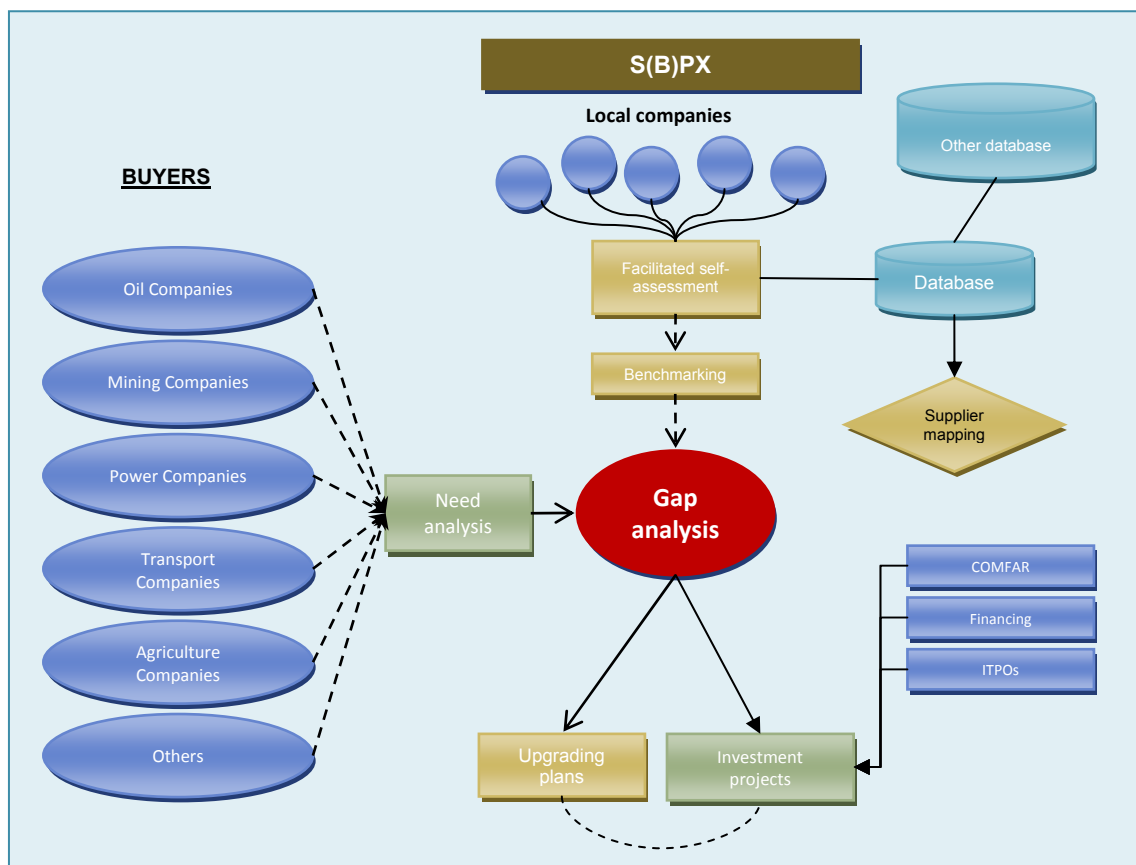 S(B)PX
Local companies
Other database
BUYERS
Facilitated self-
assessment
Database
Oil Companies
Benchmarking
Mining Companies
Supplier
mapping
Power Companies
Need
analysis
Gap
analysis
Transport
Companies
COMFAR
Financing
Agriculture
Companies
ITPOs
Others
Upgrading
plans
Investment
projects